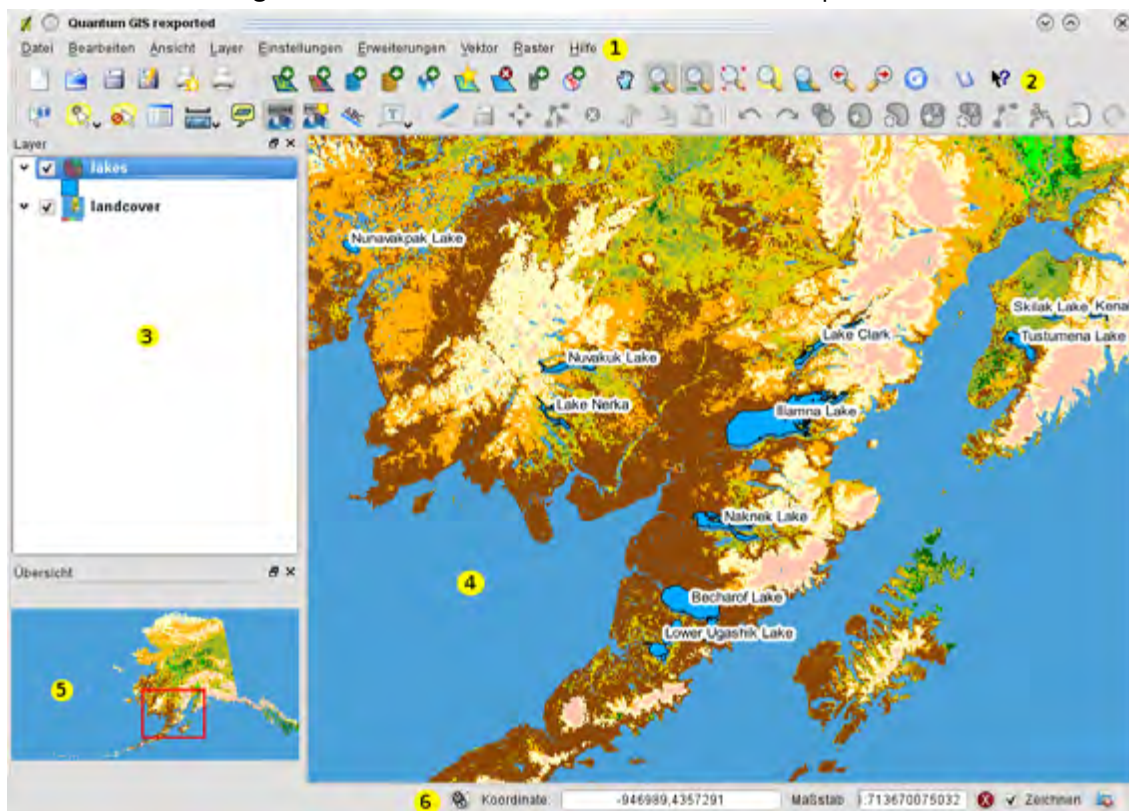 Quantum GIS rexported
Datei Bearbeiten Ansicht Layer Einstellungen Erweiterungen Vektor Raster Hilfe 1
2
Layer
lakes
landcover
3
Nunavakpak Lake
Nuvakuk Lake
Lake Nerka
Lake Clark
Skilak Lake Kenai
Tustumena Lake
Iliamna Lake
Naknek Lake
4
Becharof Lake
Lower Ugashik Lake
Übersicht
5
6 Koordinate: -946989,4357291 Maßstab .713670075032 Zeichnen